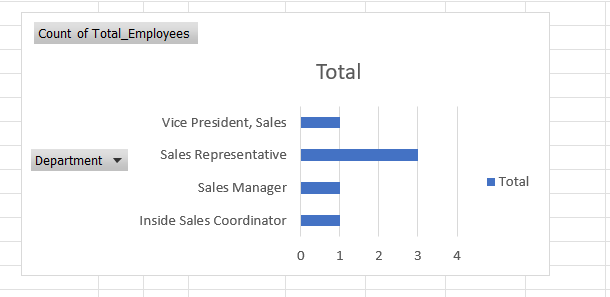 Count of Total_Employees
Total
Vice President, Sales
Sales Representative
Department
Sales Manager
Total
Inside Sales Coordinator
0 1 2 3 4